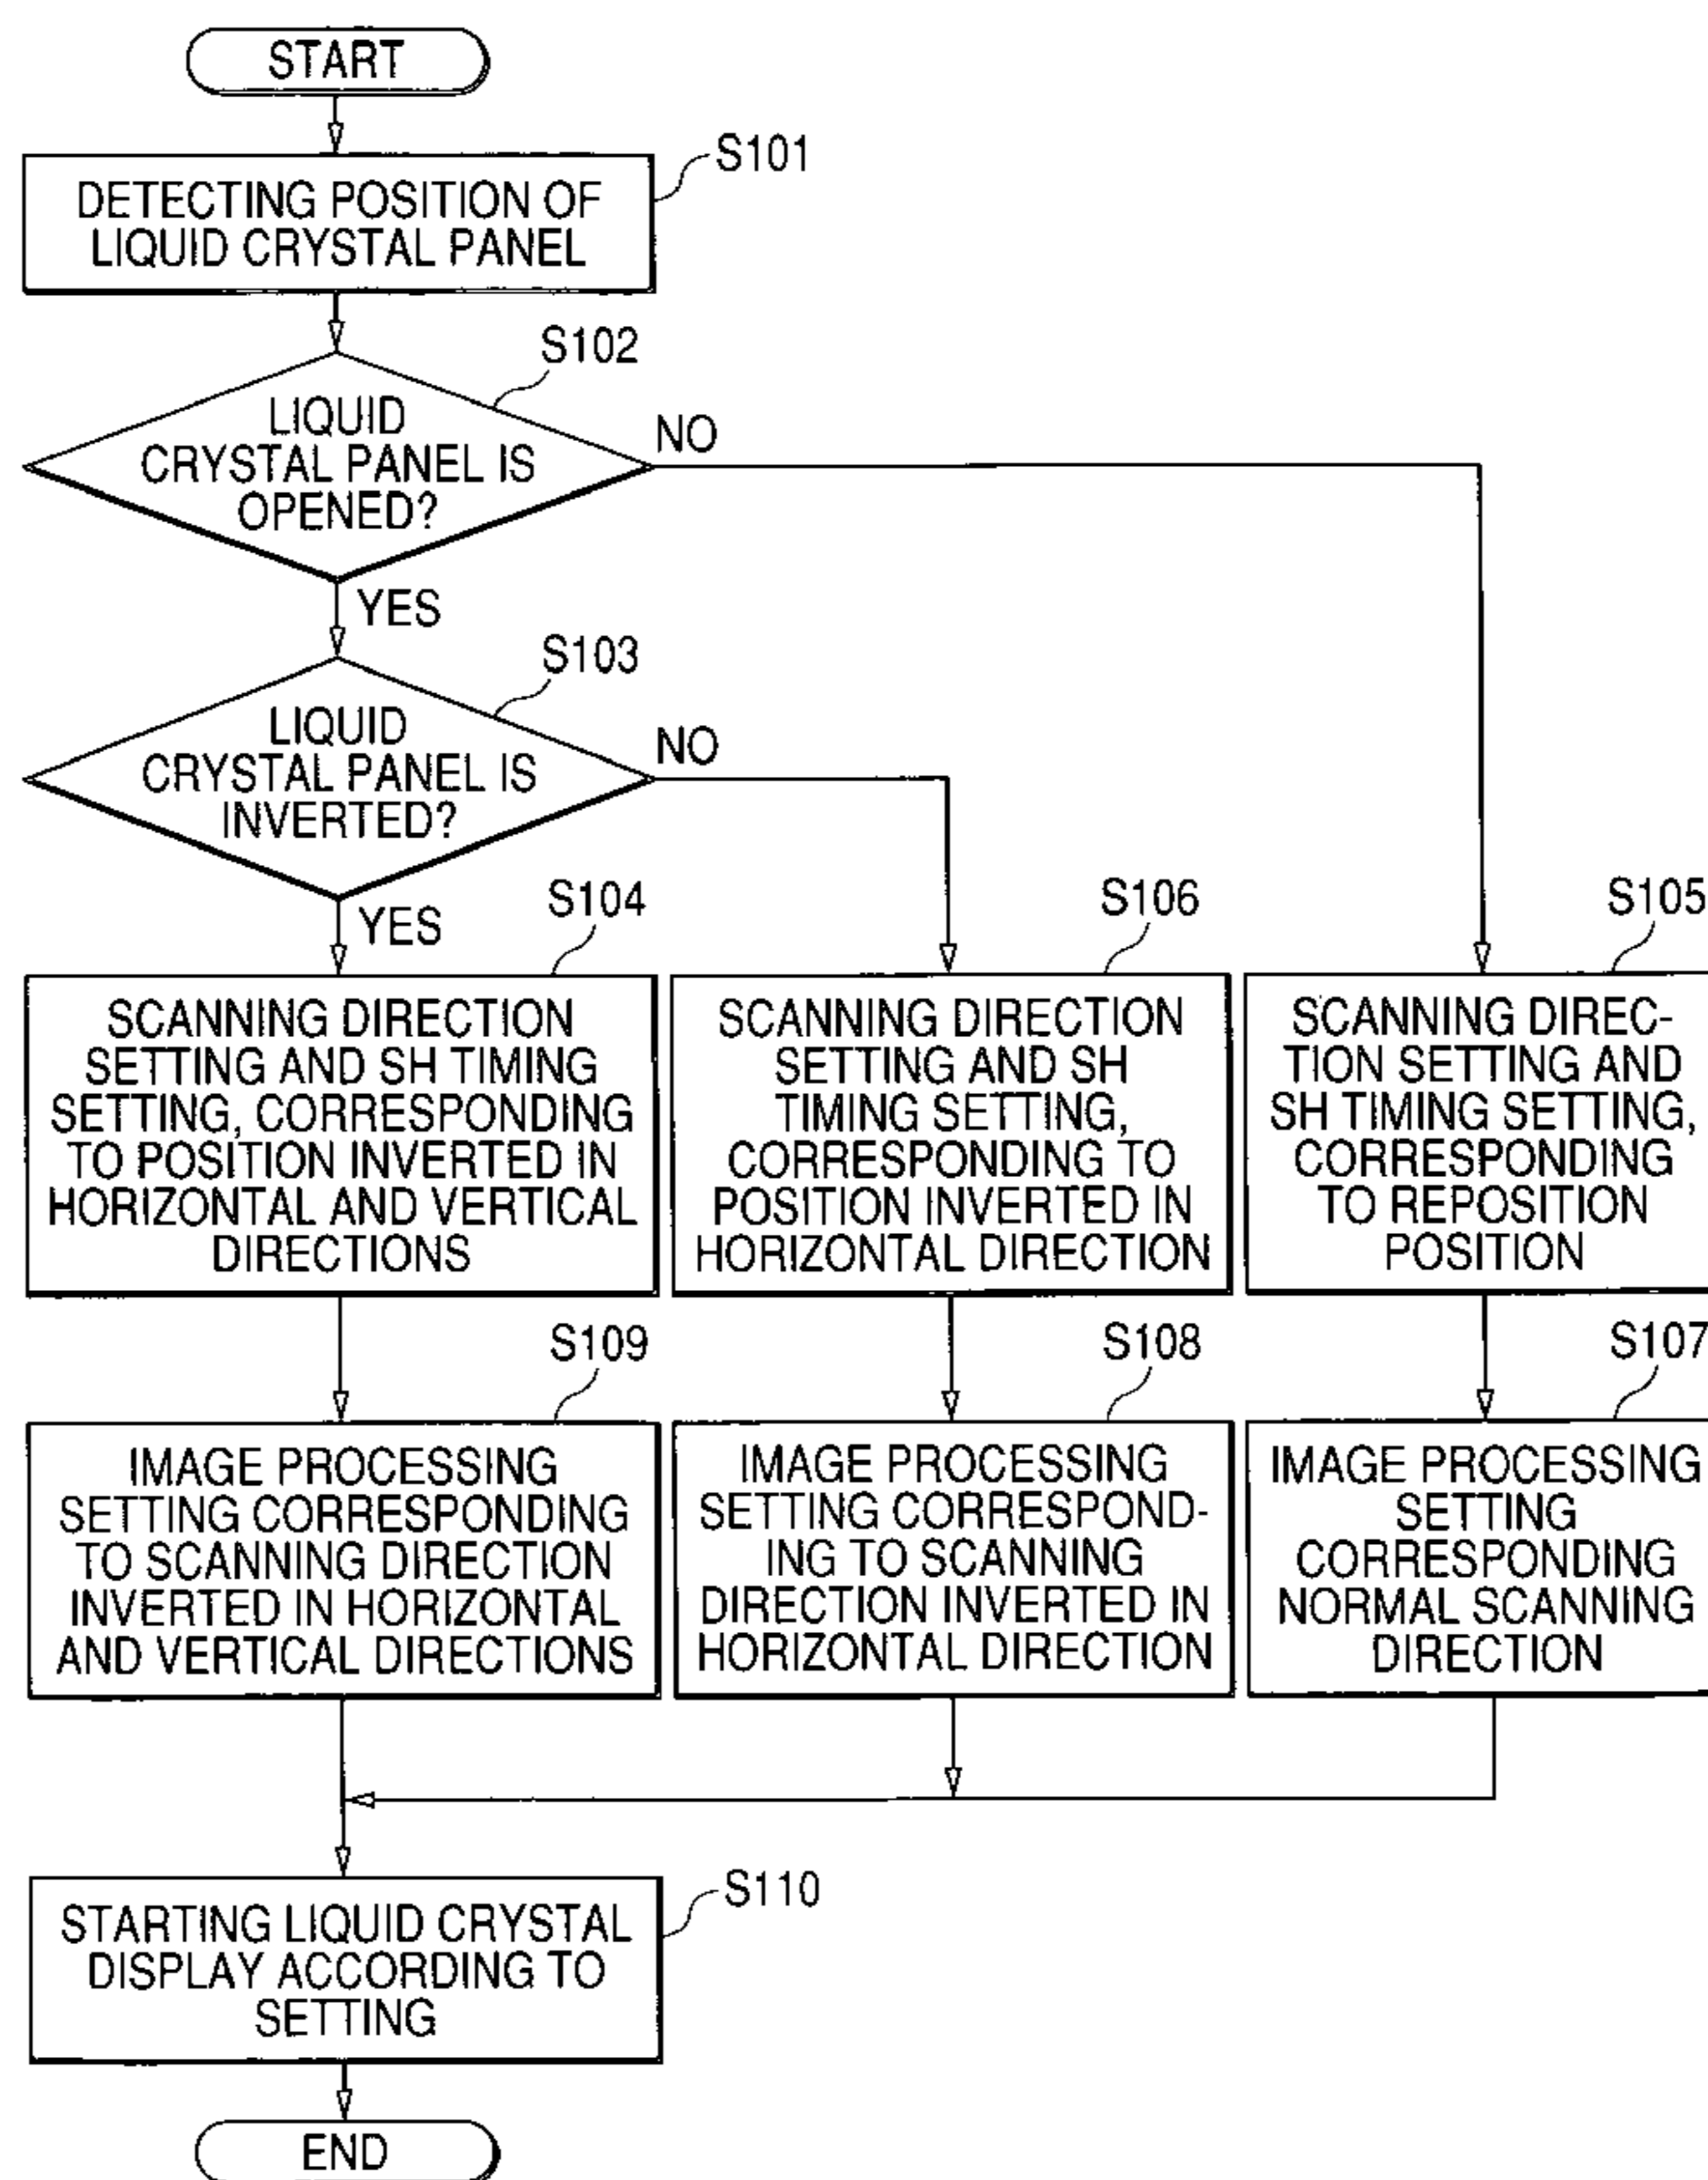 START
S101
DETECTING POSITION OF
LIQUID CRYSTAL PANEL
S102
LIQUID
CRYSTAL PANEL IS
OPENED?
NO
YES
S103
LIQUID
CRYSTAL PANEL IS
INVERTED?
NO
YES
S104
SCANNING DIRECTION
SETTING AND SH TIMING
SETTING, CORRESPONDING
TO POSITION INVERTED IN
HORIZONTAL AND VERTICAL
DIRECTIONS
S106
SCANNING DIRECTION
SETTING AND SH
TIMING SETTING,
CORRESPONDING TO
POSITION INVERTED IN
HORIZONTAL DIRECTION
S105
SCANNING DIREC-
TION SETTING AND
SH TIMING SETTING,
CORRESPONDING
TO REPOSITION
POSITION
S109
IMAGE PROCESSING
SETTING CORRESPONDING
TO SCANNING DIRECTION
INVERTED IN HORIZONTAL
AND VERTICAL DIRECTIONS
S108
IMAGE PROCESSING
SETTING CORRESPOND-
ING TO SCANNING
DIRECTION INVERTED IN
HORIZONTAL DIRECTION
S107
IMAGE PROCESSING
SETTING
CORRESPONDING
NORMAL SCANNING
DIRECTION
S110
STARTING LIQUID CRYSTAL
DISPLAY ACCORDING TO
SETTING
END